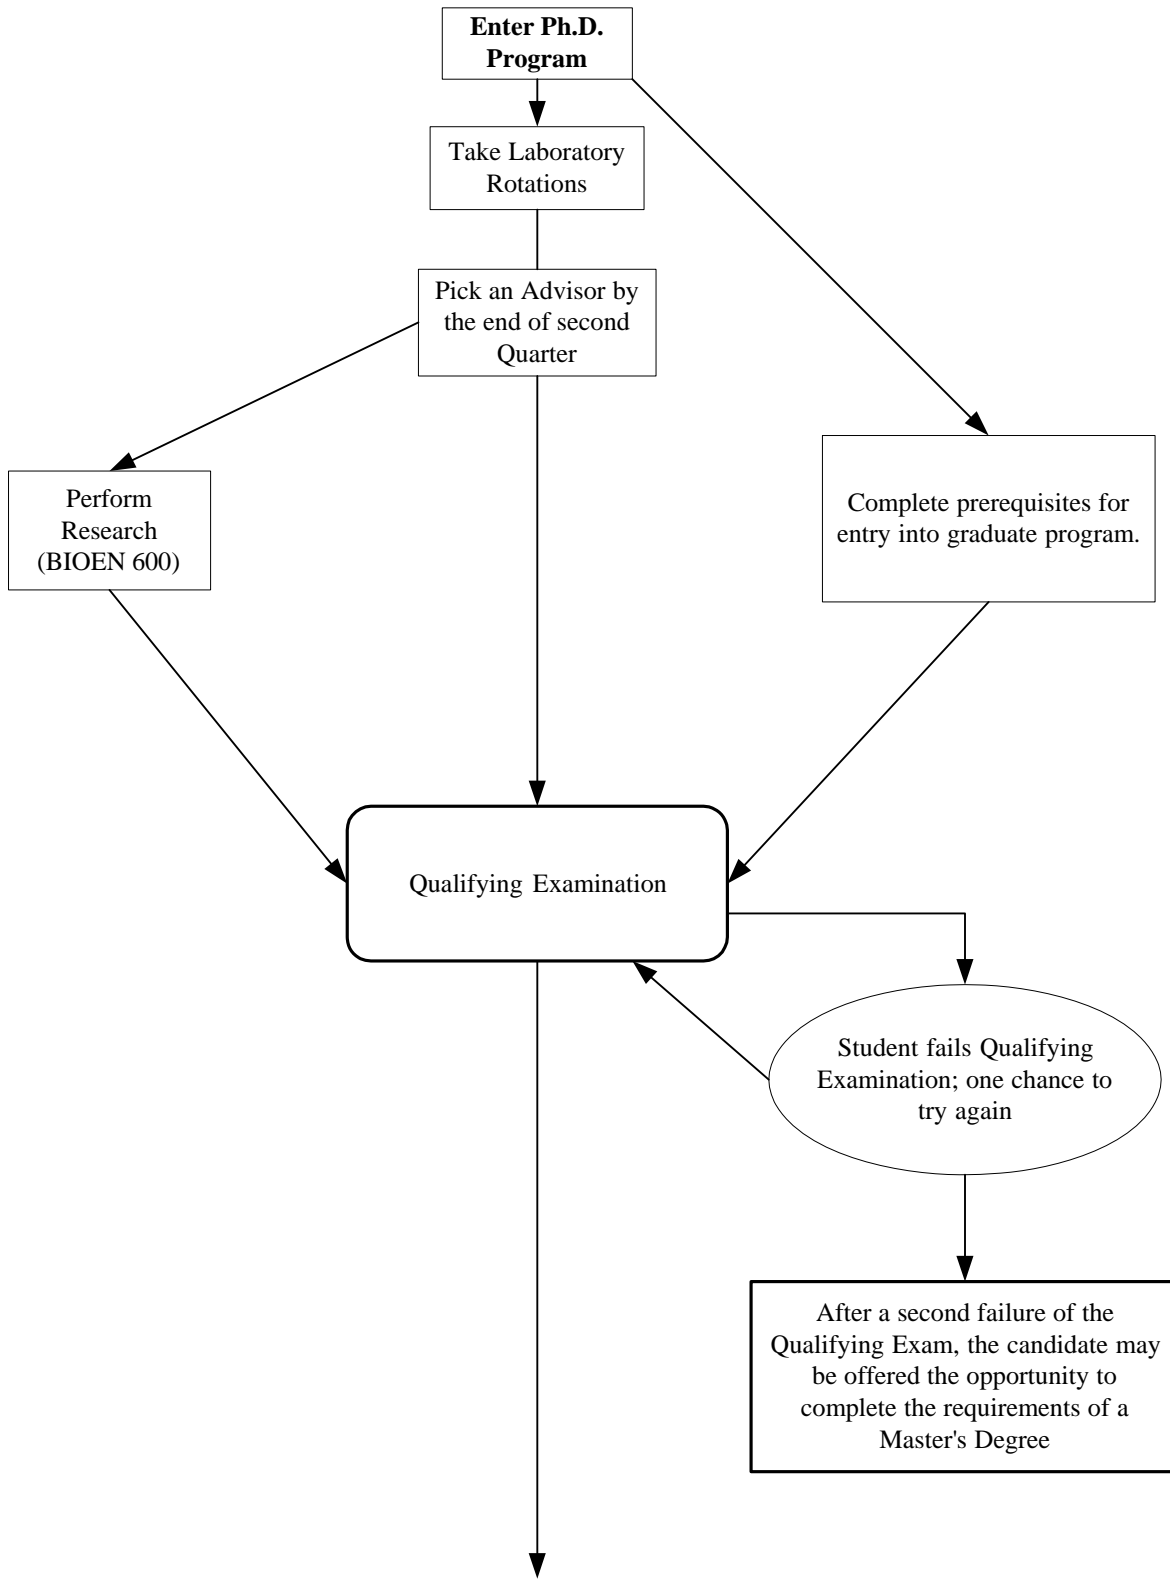 Enter Ph.D.
Program
Take Laboratory
Rotations
Pick an Advisor by
the end of second
Quarter
Perform
Research
(BIOEN 600)
Complete prerequisites for
entry into graduate program.
Qualifying Examination
Student fails Qualifying
Examination; one chance to
try again
After a second failure of the
Qualifying Exam, the candidate may
be offered the opportunity to
complete the requirements of a
Master's Degree